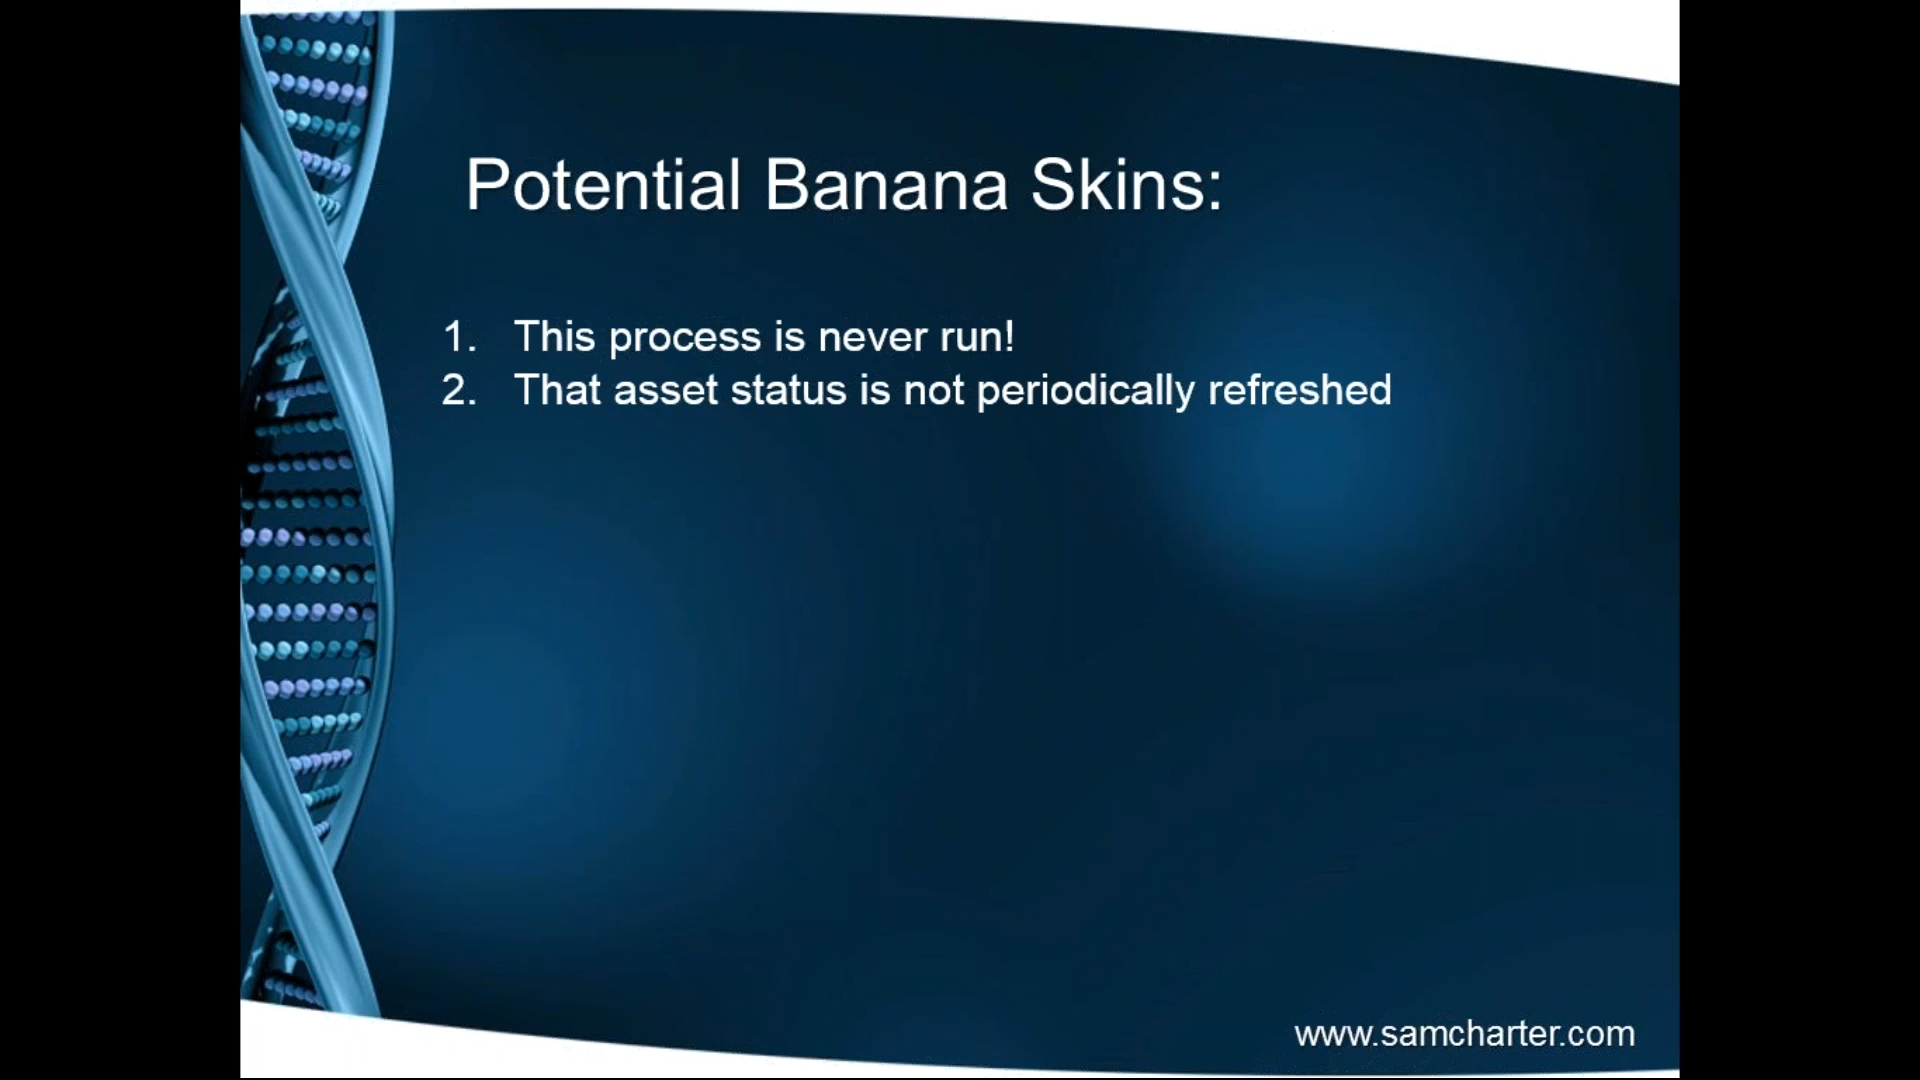 Potential Banana Skins:
1. This process is never run!
2. That asset status is not periodically refreshed
www.samcharter.com